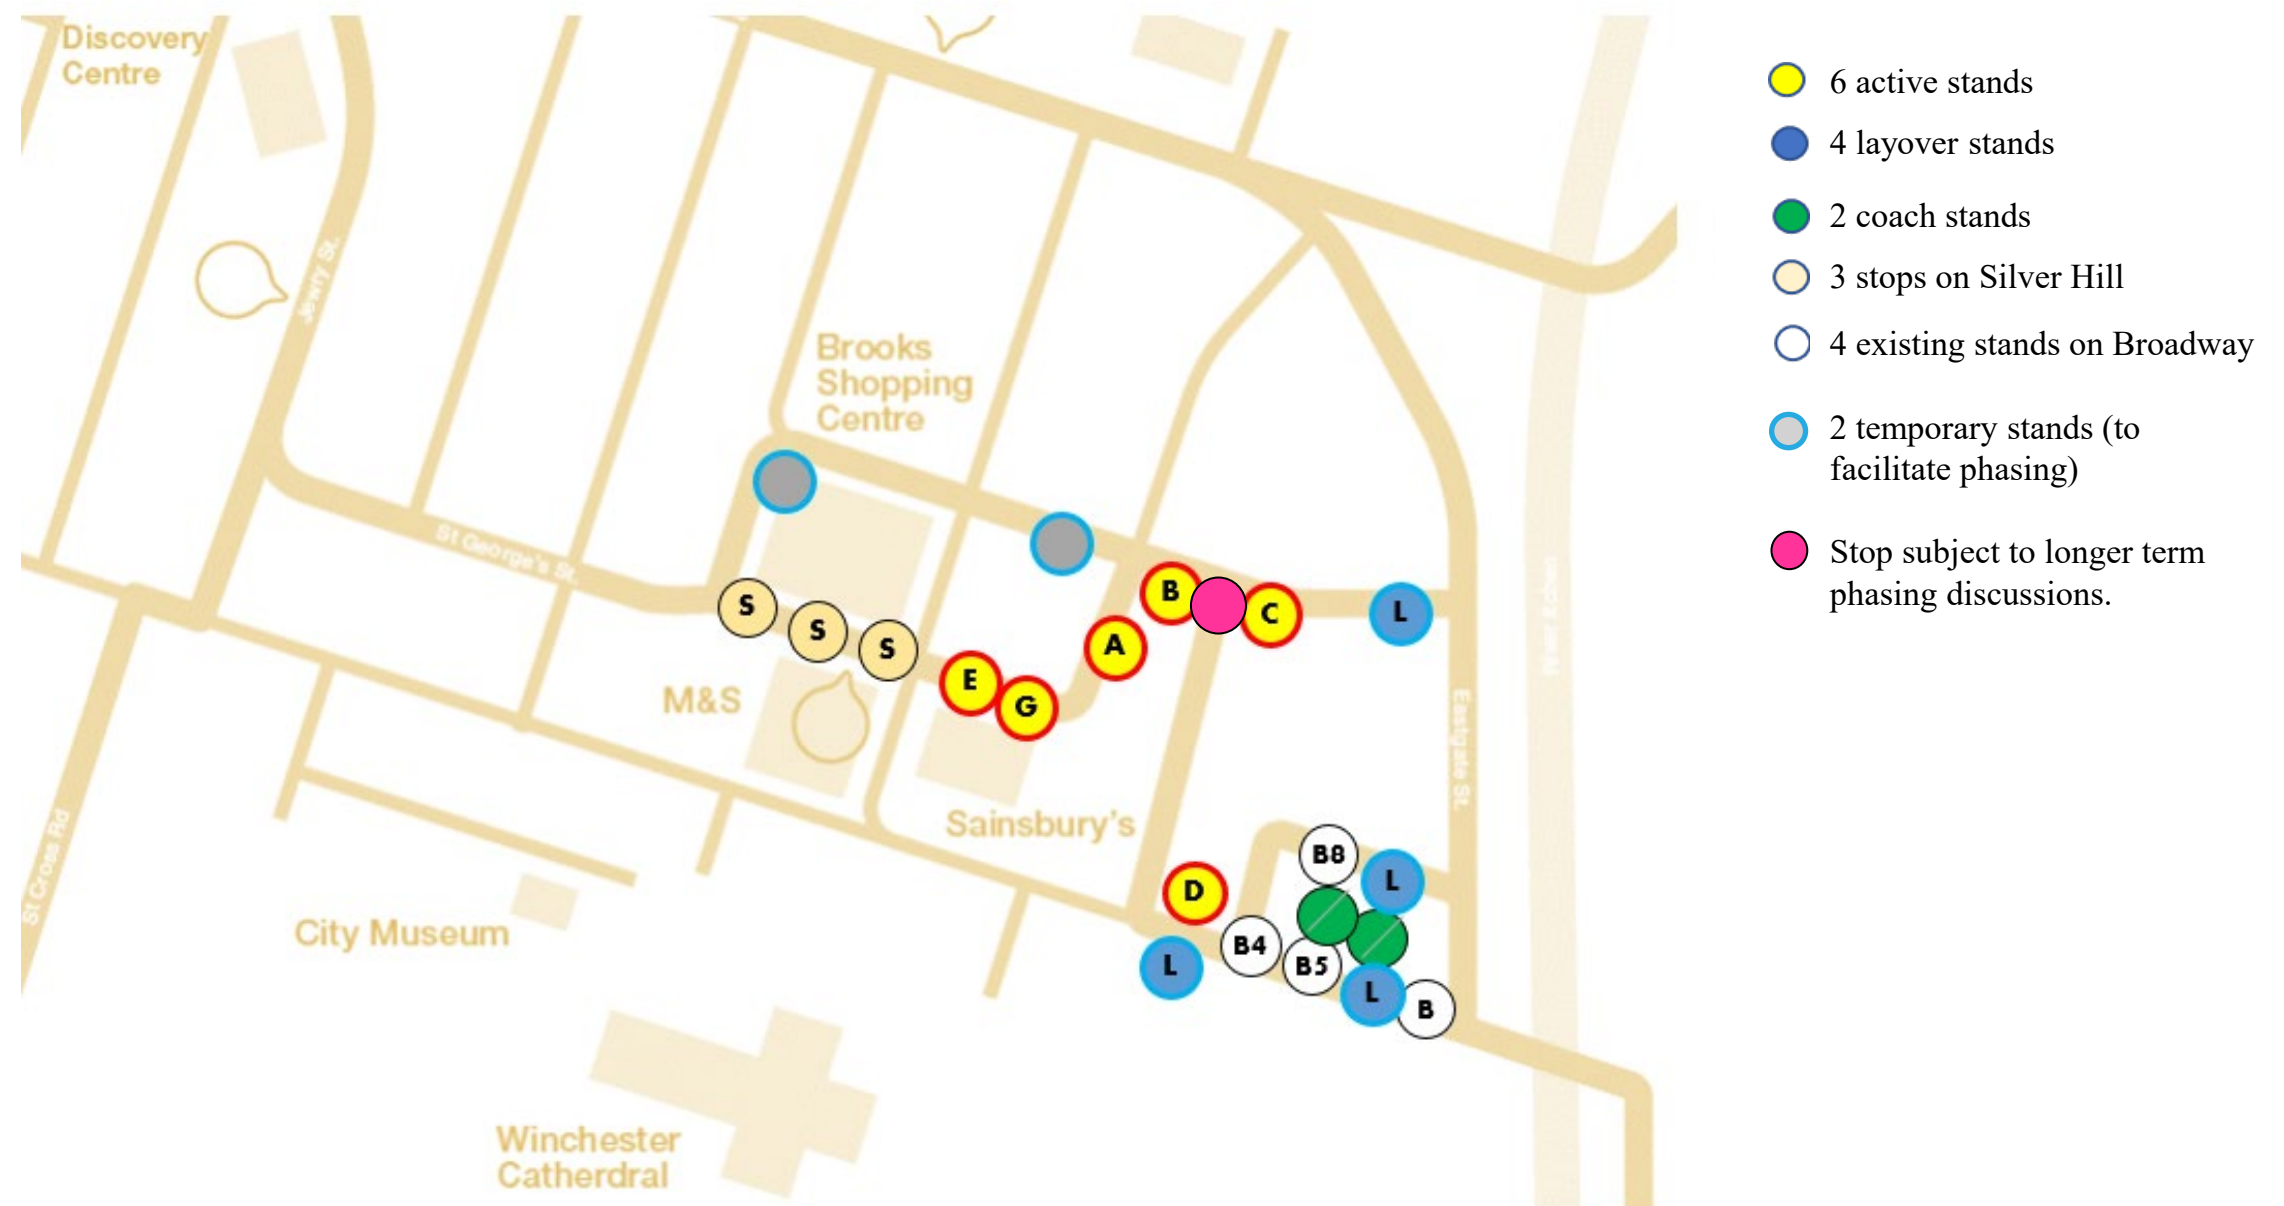 Discovery
Centre
Jewry St.
Brooks
Shopping
Centre
St George's St.
S
S
S
E
G
A
B
C
L
M&S
Sainsbury's
Eastgate St.
St Cross Rd
City Museum
D
L
B4
B5
B8
L
L
B
Winchester
Catherdral
6 active stands
4 layover stands
2 coach stands
3 stops on Silver Hill
4 existing stands on Broadway
2 temporary stands (to
facilitate phasing)
Stop subject to longer term
phasing discussions.